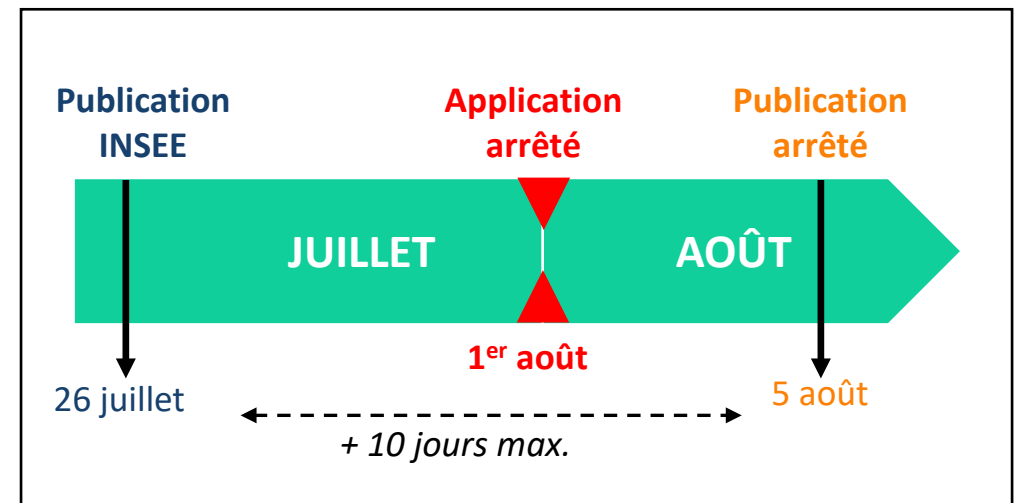 Publication
INSEE
Application
arrêté
Publication
arrêté
JUILLET
AOÛT
1er août
26 juillet
5 août
+ 10 jours max.